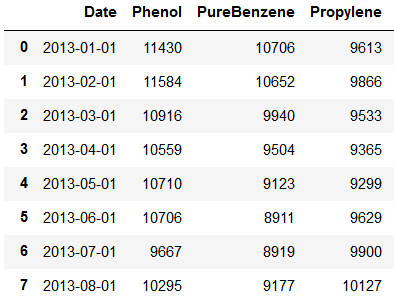 Date Phenol PureBenzene Propylene
0 2013-01-01 11430 10706 9613
1 2013-02-01 11584 10652 9866
2 2013-03-01 10916 9940 9533
3 2013-04-01 10559 9504 9365
4 2013-05-01 10710 9123 9299
5 2013-06-01 10706 8911 9629
6 2013-07-01 9667 8919 9900
7 2013-08-01 10295 9177 10127